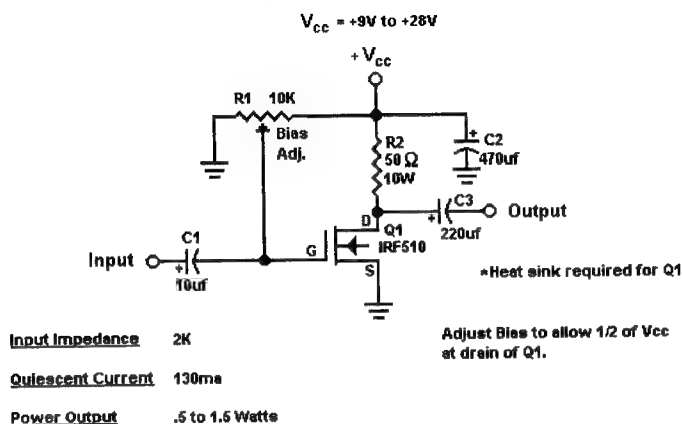 Vcc = +9V to +28V
+ Vcc
R1 10K
Bias
Adj.
R2
50 Ω
10W
+
C2
470uf
C3
+
220uf
Output
D
Q1
IRF510
G
S
C1
+
10uf
Input
*Heat sink required for Q1
Input Impedance 2K
Adjust Bias to allow 1/2 of Vcc
at drain of Q1.
Quiescent Current 130ma
Power Output .5 to 1.5 Watts